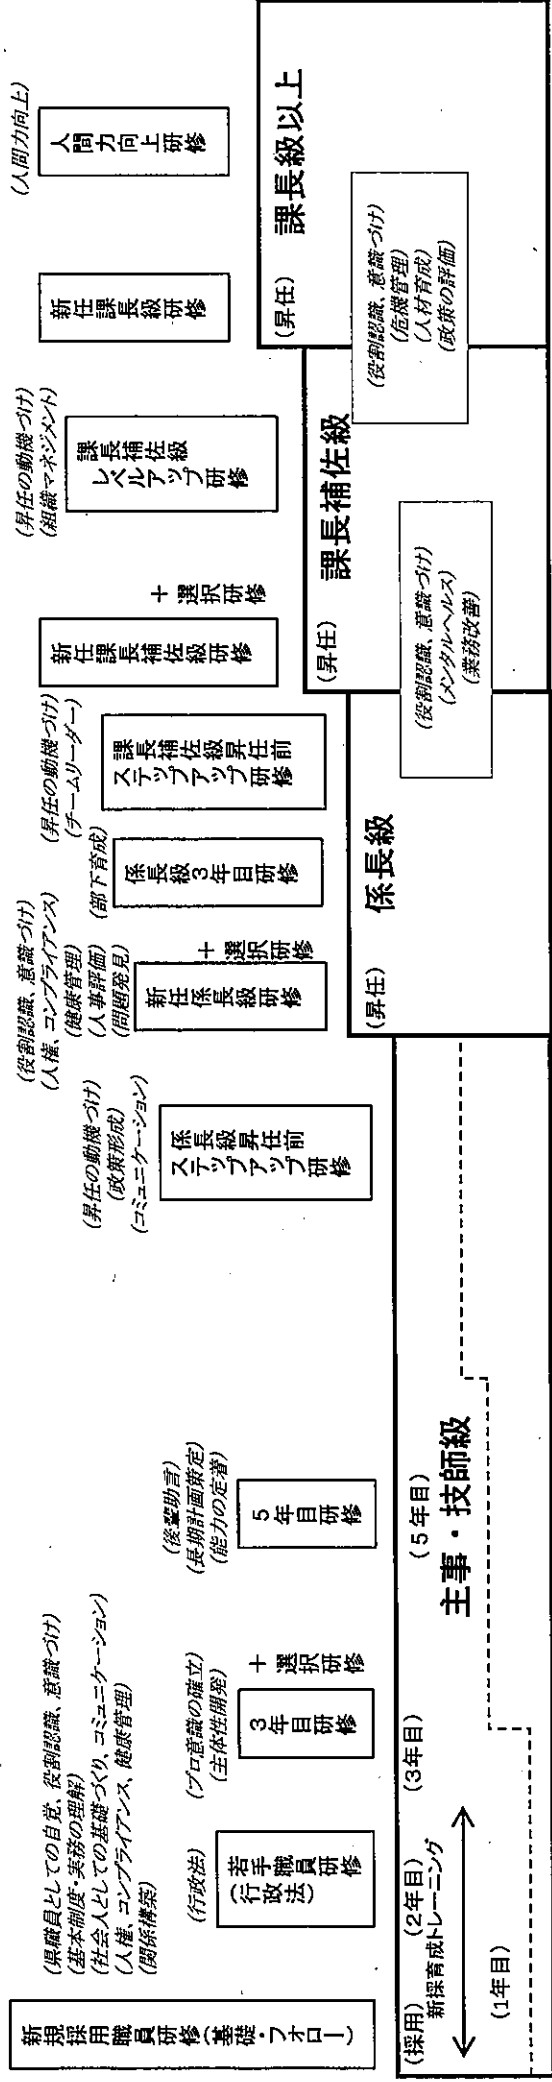 新規採用職員研修(基礎・フォロー)
(県職員としての自覚、役割認識、意識づけ)
(基本制度・実務の理解)
(社会人としての基礎づくり、コミュニケーション)
(人権、コンプライアンス、健康管理)
(関係構築)
(行政法)
若手職員研修
(行政法)
(プロ意識の確立)
(主体性開発)
3年目研修
+選択研修
(後輩助言)
(長期計画策定)
(能力の定着)
5年目研修
(昇任の動機づけ)
(政策形成)
(コミュニケーション)
係長級昇任前
ステップアップ研修
(役割認識、意識づけ)
(人権、コンプライアンス)
(健康管理)
(人事評価)
(問題発見)
新任係長級研修
+選択研修
(部下育成)
係長級3年目研修
(昇任の動機づけ)
(チームリーダー)
課長補佐級昇任前
ステップアップ研修
新任課長補佐級研修
+選択研修
(昇任の動機づけ)
(組織マネジメント)
課長補佐級
レベルアップ研修
新任課長級研修
(人間力向上)
人間力向上研修
(採用)
(2年目)
(3年目)
(5年目)
新採育成トレーニング
(1年目)
主事・技師級
(昇任)
係長級
(役割認識、意識づけ)
(メンタルヘルス)
(業務改善)
(昇任)
課長補佐級
(役割認識、意識づけ)
(危機管理)
(人材育成)
(政策の評価)
(昇任)
課長級以上